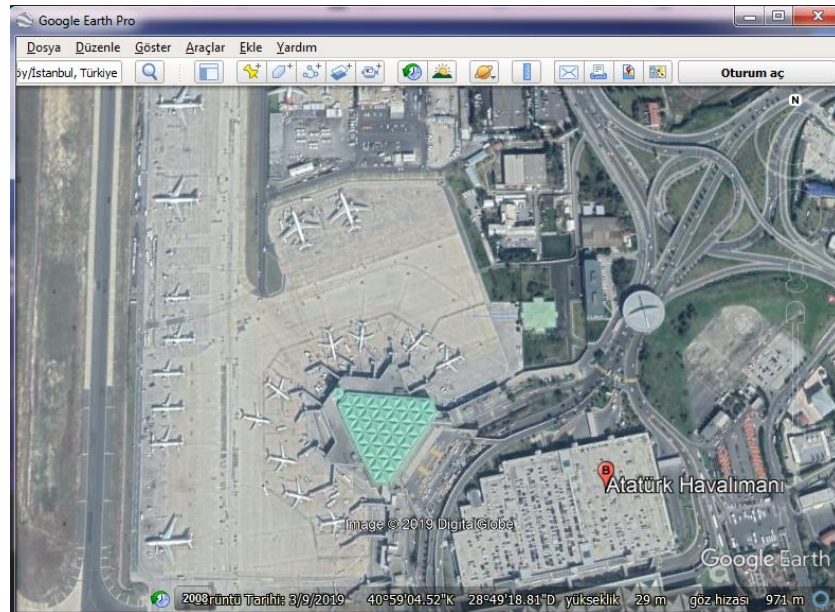 Google Earth Pro
Dosya Düzenle Göster Araçlar Ekle Yardım
öy/İstanbul, Türkiye
Oturum aç
N
B
Atatürk Havalimanı
Image © 2019 DigitalGlobe
Google Earth
2008 örüntü Tarihi: 3/9/2019 40°59'04.52"K 28°49'18.81"D yükseklik 29 m göz hizası 971 m